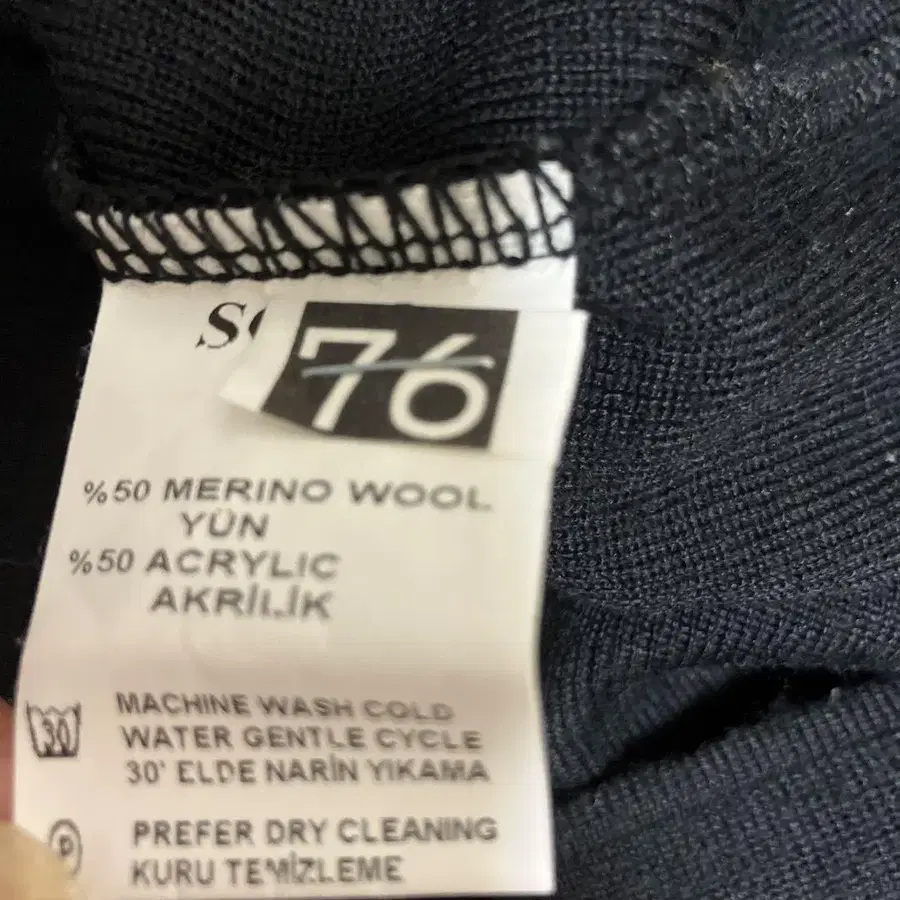 76
%50 MERINO WOOL
YÜN
%50 ACRYLIC
AKRİLİK
30
MACHINE WASH COLD
WATER GENTLE CYCLE
30' ELDE NARİN YIKAMA
P
PREFER DRY CLEANING
KURU TEMİZLEME